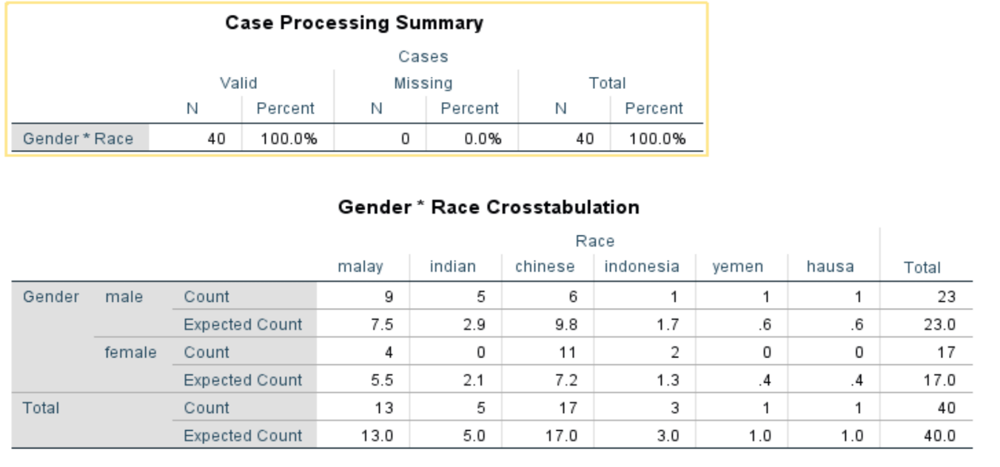 Case Processing Summary
Cases
Valid Missing Total
N Percent N Percent N Percent
Gender * Race 40 100.0% 0 0.0% 40 100.0%
Gender * Race Crosstabulation
Race
malay indian chinese indonesia yemen hausa Total
Gender male Count 9 5 6 1 1 1 23
Expected Count 7.5 2.9 9.8 1.7 .6 .6 23.0
female Count 4 0 11 2 0 0 17
Expected Count 5.5 2.1 7.2 1.3 .4 .4 17.0
Total Count 13 5 17 3 1 1 40
Expected Count 13.0 5.0 17.0 3.0 1.0 1.0 40.0